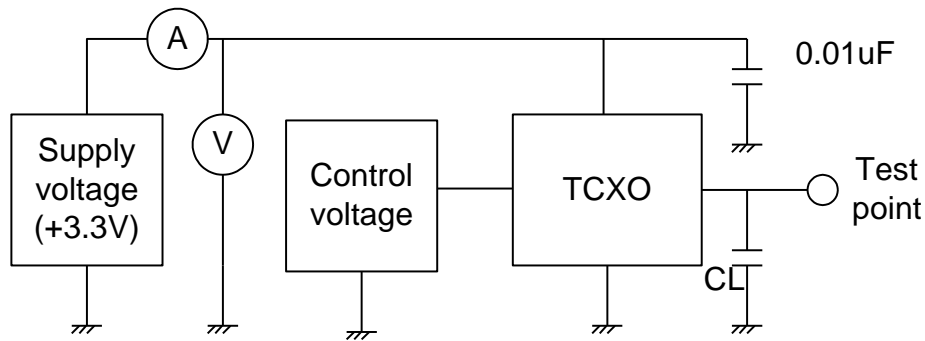 A
0.01uF
V
Supply
voltage
(+3.3V)
Control
voltage
TCXO
Test
point
CL